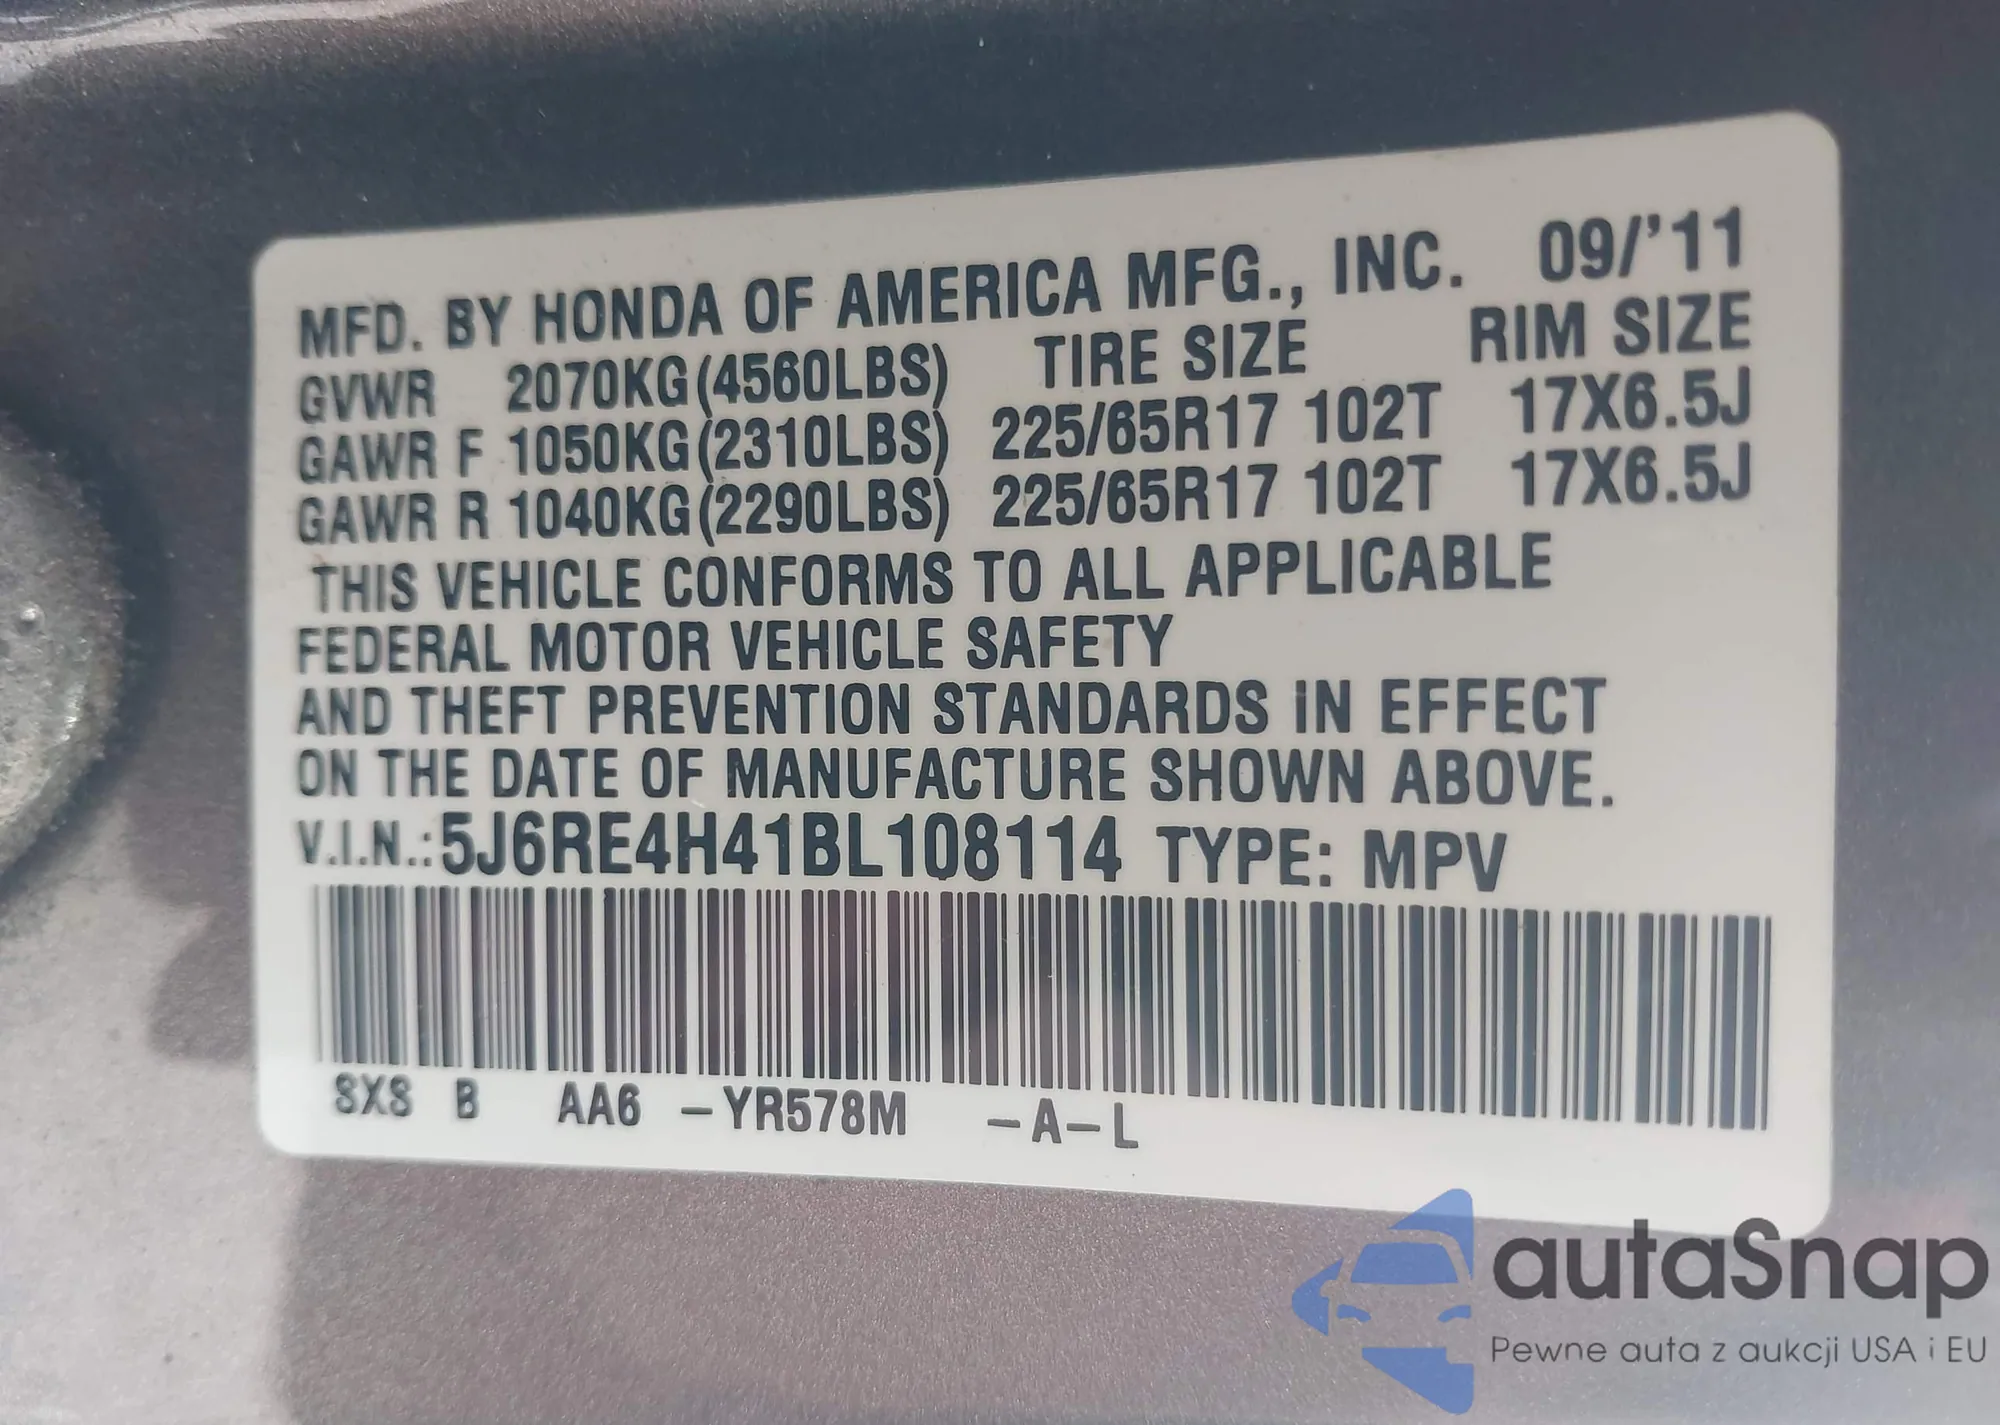 MFD. BY HONDA OF AMERICA MFG., INC. 09/'11
GVWR 2070KG(4560LBS) TIRE SIZE RIM SIZE
GAWR F 1050KG(2310LBS) 225/65R17 102T 17X6.5J
GAWR R 1040KG(2290LBS) 225/65R17 102T 17X6.5J
THIS VEHICLE CONFORMS TO ALL APPLICABLE
FEDERAL MOTOR VEHICLE SAFETY
AND THEFT PREVENTION STANDARDS IN EFFECT
ON THE DATE OF MANUFACTURE SHOWN ABOVE.
V.I.N.:5J6RE4H41BL108114 TYPE: MPV
SXS B AA6 -YR578M -A-L
autaSnap
Pewne auta z aukcji USA i EU